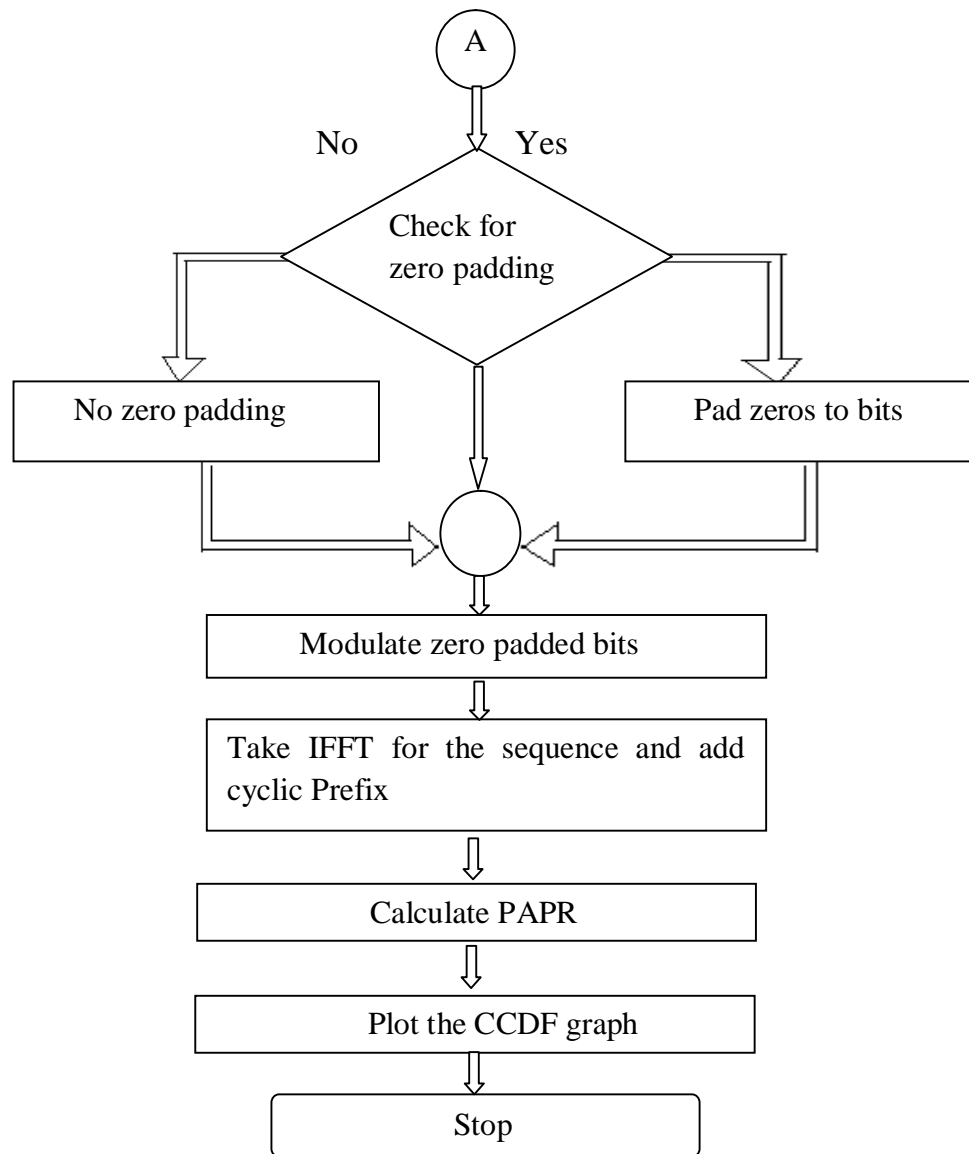 A
No
Yes
Check for
zero padding
No zero padding
Pad zeros to bits
Modulate zero padded bits
Take IFFT for the sequence and add
cyclic Prefix
Calculate PAPR
Plot the CCDF graph
Stop